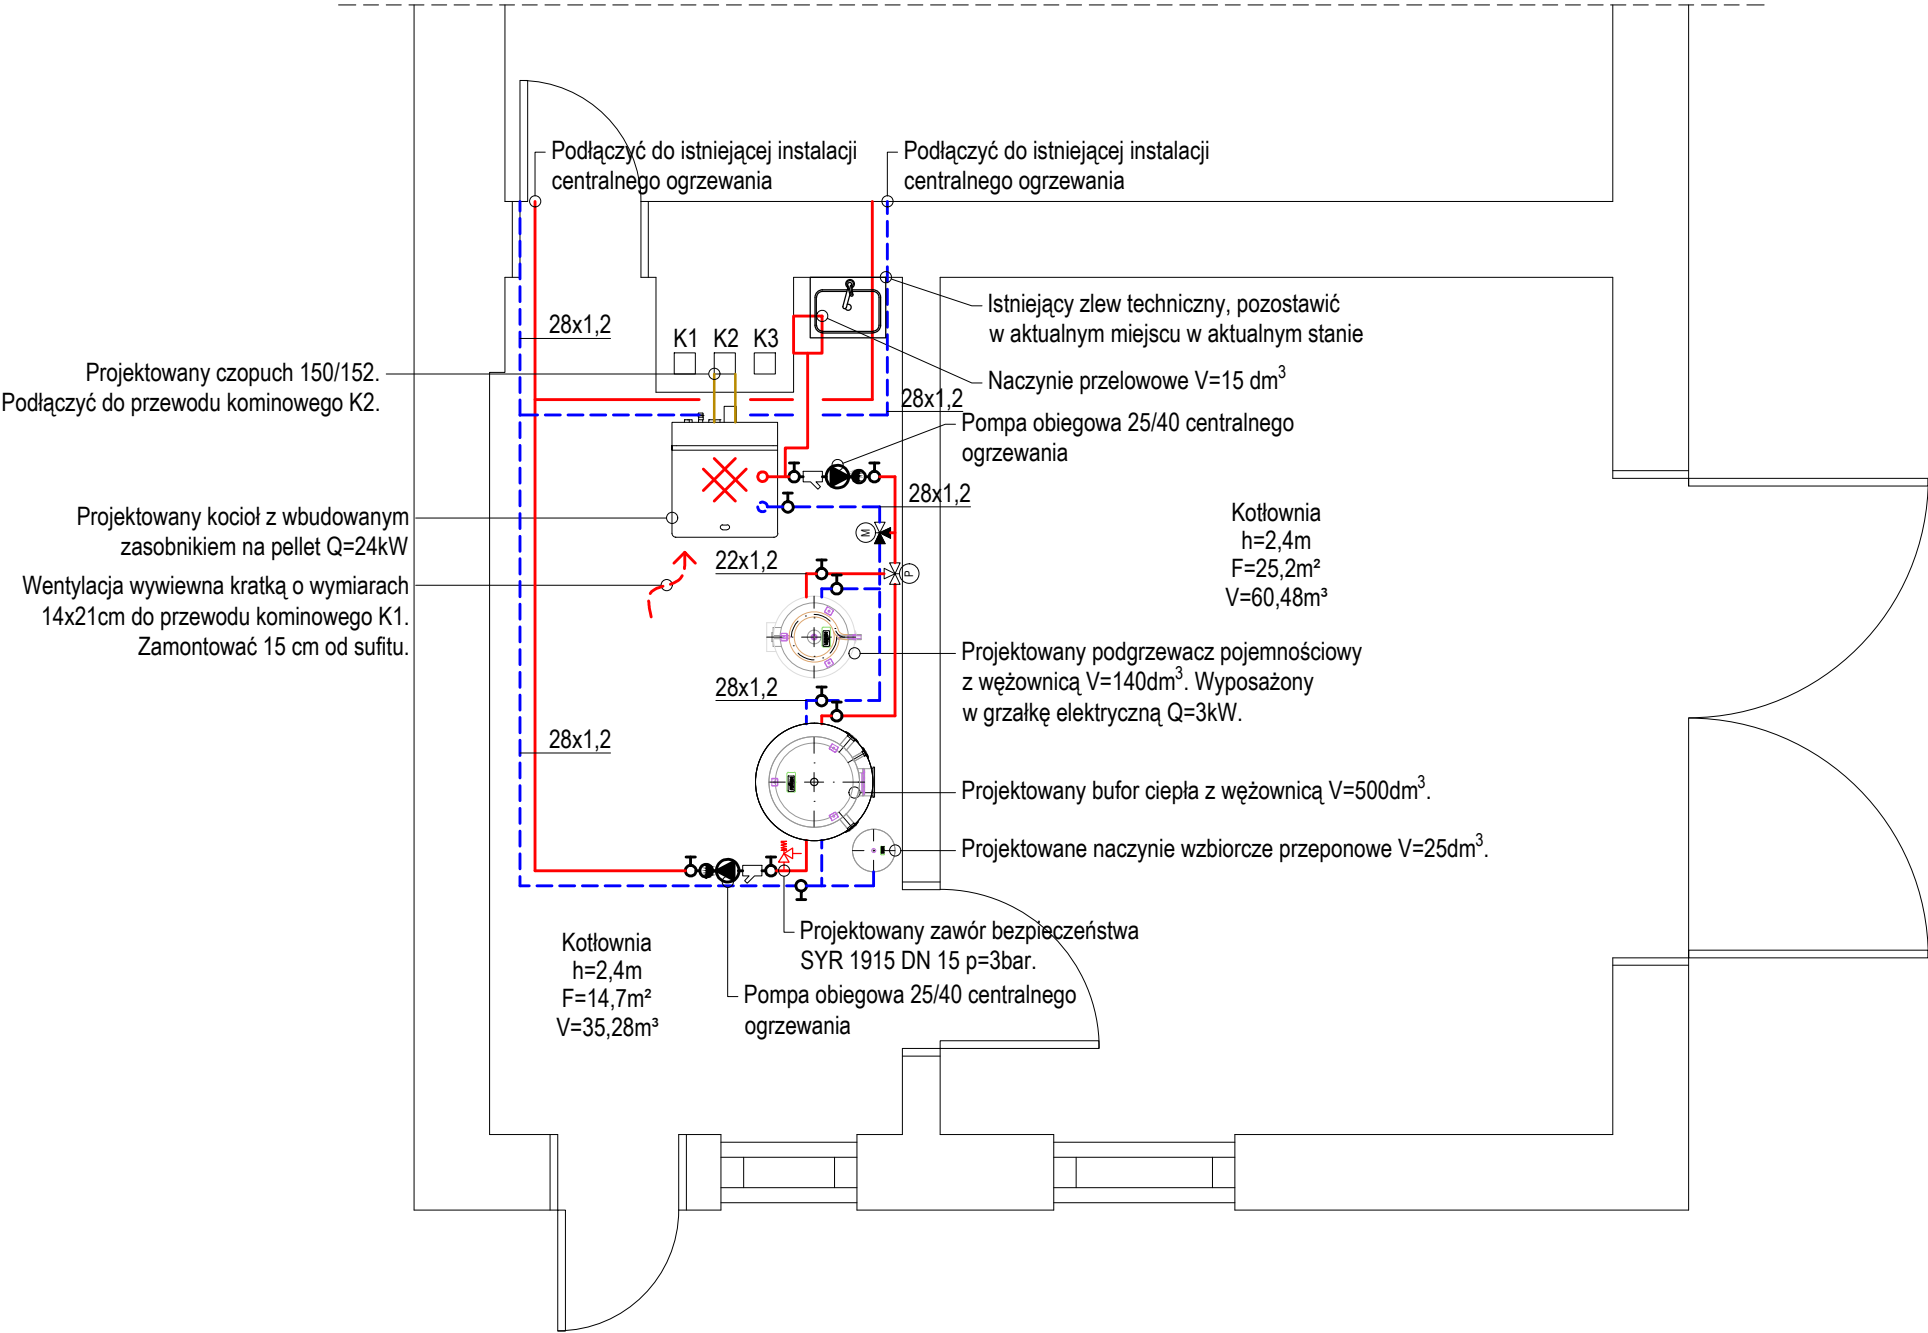 Podłączyć do istniejącej instalacji
centralnego ogrzewania
Podłączyć do istniejącej instalacji
centralnego ogrzewania
Istniejący zlew techniczny, pozostawić
w aktualnym miejscu w aktualnym stanie
28x1,2
K1 K2 K3
Projektowany czopuch 150/152.
Podłączyć do przewodu kominowego K2.
Naczynie przelowowe V=15 dm³
28x1,2
Pompa obiegowa 25/40 centralnego
ogrzewania
28x1,2
Projektowany kocioł z wbudowanym
zasobnikiem na pellet Q=24kW
M
Kotłownia
h=2,4m
F=25,2m²
V=60,48m³
22x1,2
P
Wentylacja wywiewna kratką o wymiarach
14x21cm do przewodu kominowego K1.
Zamontować 15 cm od sufitu.
Projektowany podgrzewacz pojemnościowy
z wężownicą V=140dm³. Wyposażony
w grzałkę elektryczną Q=3kW.
28x1,2
28x1,2
Projektowany bufor ciepła z wężownicą V=500dm³.
Projektowane naczynie wzbiorcze przeponowe V=25dm³.
Projektowany zawór bezpieczeństwa
SYR 1915 DN 15 p=3bar.
Kotłownia
h=2,4m
F=14,7m²
V=35,28m³
Pompa obiegowa 25/40 centralnego
ogrzewania